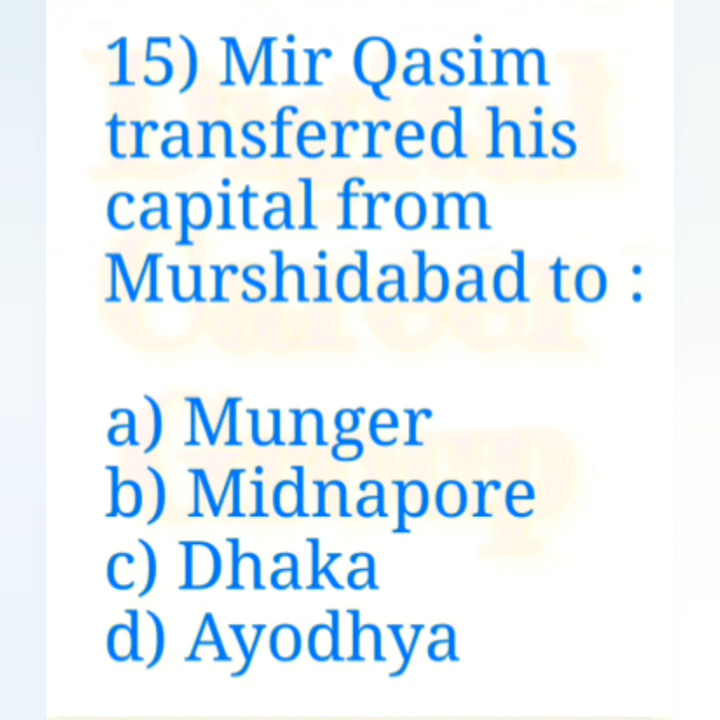 15) Mir Qasim
transferred his
capital from
Murshidabad to :
a) Munger
b) Midnapore
c) Dhaka
d) Ayodhya